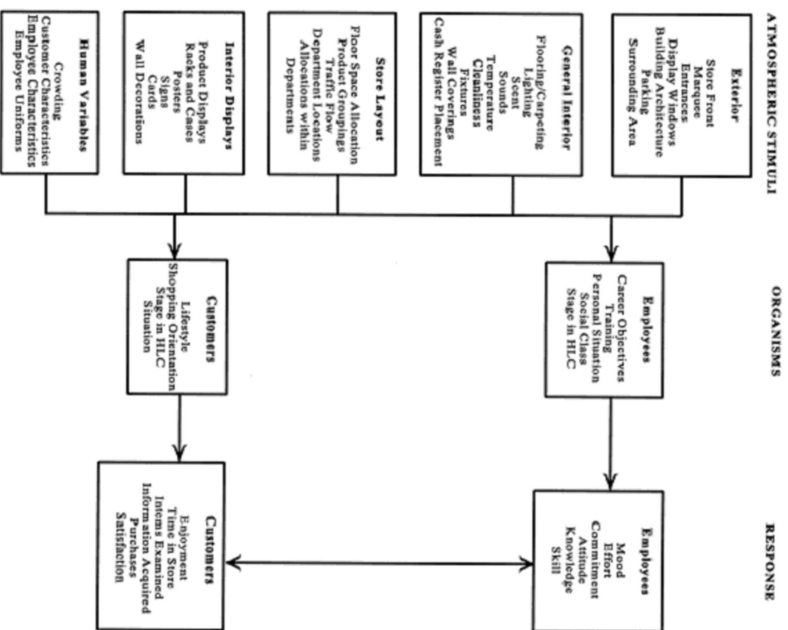 ATMOSPHERIC STIMULI
Exterior
Store Front
Marquee
Entrances
Display Windows
Building Architecture
Parking
Surrounding Area
General Interior
Flooring/Carpeting
Lighting
Scent
Sounds
Temperature
Cleanliness
Fixtures
Wall Coverings
Cash Register Placement
Store Layout
Floor Space Allocation
Product Groupings
Traffic Flow
Department Locations
Allocations within
Departments
Interior Displays
Product Displays
Racks and Cases
Posters
Signs
Cards
Wall Decorations
Human Variables
Crowding
Customer Characteristics
Employee Characteristics
Employee Uniforms
ORGANISMS
Employees
Career Objectives
Training
Personal Situation
Social Class
Stage in HLC
Customers
Lifestyle
Shopping Orientation
Stage in HLC
Situation
RESPONSE
Employees
Mood
Effort
Commitment
Attitude
Knowledge
Skill
Customers
Enjoyment
Time in Store
Intems Examined
Information Acquired
Purchases
Satisfaction